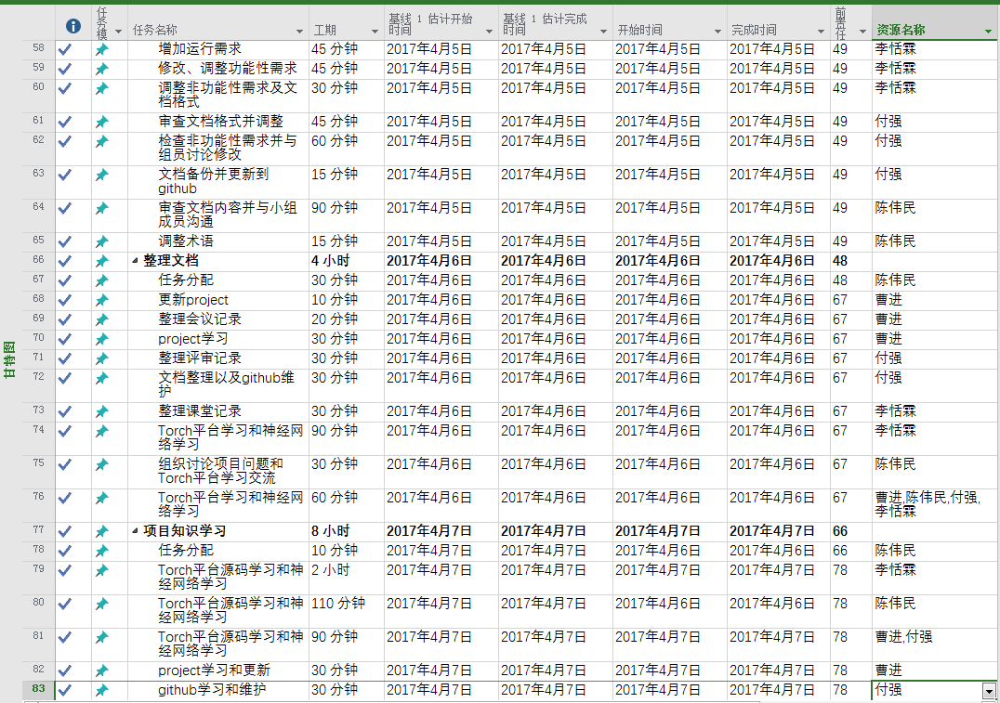 任务模 任务名称 工期 基线 1 估计开始时间 基线 1 估计完成时间 开始时间 完成时间 前置任 资源名称
58 增加运行需求 45 分钟 2017年4月5日 2017年4月5日 2017年4月5日 2017年4月5日 49 李恬霖
59 修改、调整功能性需求 45 分钟 2017年4月5日 2017年4月5日 2017年4月5日 2017年4月5日 49 李恬霖
60 调整非功能性需求及文 30 分钟 2017年4月5日 2017年4月5日 2017年4月5日 2017年4月5日 49 李恬霖
档格式
61 审查文档格式并调整 45 分钟 2017年4月5日 2017年4月5日 2017年4月5日 2017年4月5日 49 付强
62 检查非功能性需求并与 60 分钟 2017年4月5日 2017年4月5日 2017年4月5日 2017年4月5日 49 付强
组员讨论修改
63 文档备份并更新到 15 分钟 2017年4月5日 2017年4月5日 2017年4月5日 2017年4月5日 49 付强
github
64 审查文档内容并与小组 90 分钟 2017年4月5日 2017年4月5日 2017年4月5日 2017年4月5日 49 陈伟民
成员沟通
65 调整术语 15 分钟 2017年4月5日 2017年4月5日 2017年4月5日 2017年4月5日 49 陈伟民
66 整理文档 4 小时 2017年4月6日 2017年4月6日 2017年4月6日 2017年4月6日 48
67 任务分配 30 分钟 2017年4月6日 2017年4月6日 2017年4月6日 2017年4月6日 48 陈伟民
68 更新project 10 分钟 2017年4月6日 2017年4月6日 2017年4月6日 2017年4月6日 67 曹进
69 整理会议记录 20 分钟 2017年4月6日 2017年4月6日 2017年4月6日 2017年4月6日 67 曹进
70 project学习 30 分钟 2017年4月6日 2017年4月6日 2017年4月6日 2017年4月6日 67 曹进
71 整理评审记录 30 分钟 2017年4月6日 2017年4月6日 2017年4月6日 2017年4月6日 67 付强
72 文档整理以及github维 30 分钟 2017年4月6日 2017年4月6日 2017年4月6日 2017年4月6日 67 付强
护
73 整理课堂记录 30 分钟 2017年4月6日 2017年4月6日 2017年4月6日 2017年4月6日 67 李恬霖
74 Torch平台学习和神经网 90 分钟 2017年4月6日 2017年4月6日 2017年4月6日 2017年4月6日 67 李恬霖
络学习
75 组织讨论项目问题和 30 分钟 2017年4月6日 2017年4月6日 2017年4月6日 2017年4月6日 67 陈伟民
Torch平台学习交流
76 Torch平台学习和神经网 60 分钟 2017年4月6日 2017年4月6日 2017年4月6日 2017年4月6日 67 曹进,陈伟民,付强,
络学习 李恬霖
77 项目知识学习 8 小时 2017年4月7日 2017年4月7日 2017年4月7日 2017年4月7日 66
78 任务分配 10 分钟 2017年4月7日 2017年4月7日 2017年4月6日 2017年4月6日 66 陈伟民
79 Torch平台源码学习和神 2 小时 2017年4月7日 2017年4月7日 2017年4月6日 2017年4月6日 78 李恬霖
经网络学习
80 Torch平台源码学习和神 110 分钟 2017年4月7日 2017年4月7日 2017年4月6日 2017年4月6日 78 陈伟民
经网络学习
81 Torch平台源码学习和神 90 分钟 2017年4月7日 2017年4月7日 2017年4月7日 2017年4月7日 78 曹进,付强
经网络学习
82 project学习和更新 30 分钟 2017年4月7日 2017年4月7日 2017年4月7日 2017年4月7日 78 曹进
83 github学习和维护 30 分钟 2017年4月7日 2017年4月7日 2017年4月7日 2017年4月7日 78 付强
甘特图